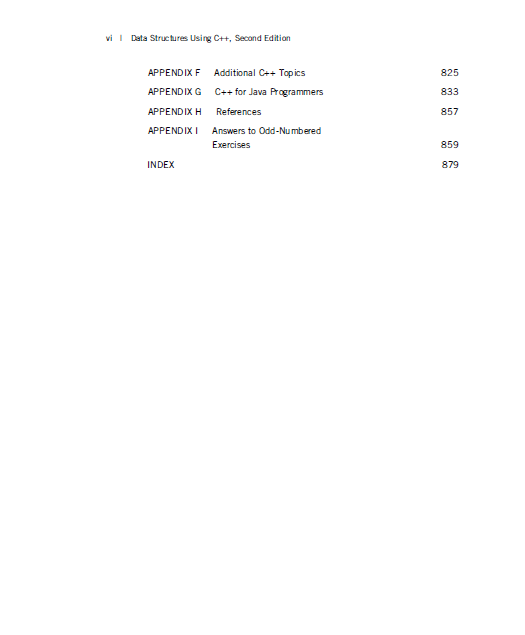 vi | Data Structures Using C++, Second Edition
APPENDIX F Additional C++ Topics 825
APPENDIX G C++ for Java Programmers 833
APPENDIX H References 857
APPENDIX I Answers to Odd-Numbered
Exercises 859
INDEX 879